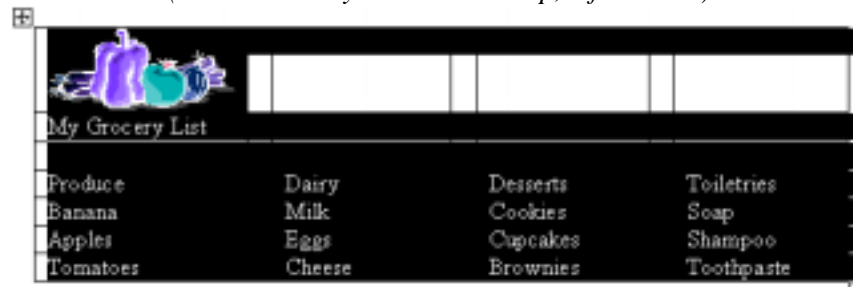 My Grocery List
Produce Dairy Desserts Toiletries
Banana Milk Cookies Soap
Apples Eggs Cupcakes Shampoo
Tomatoes Cheese Brownies Toothpaste